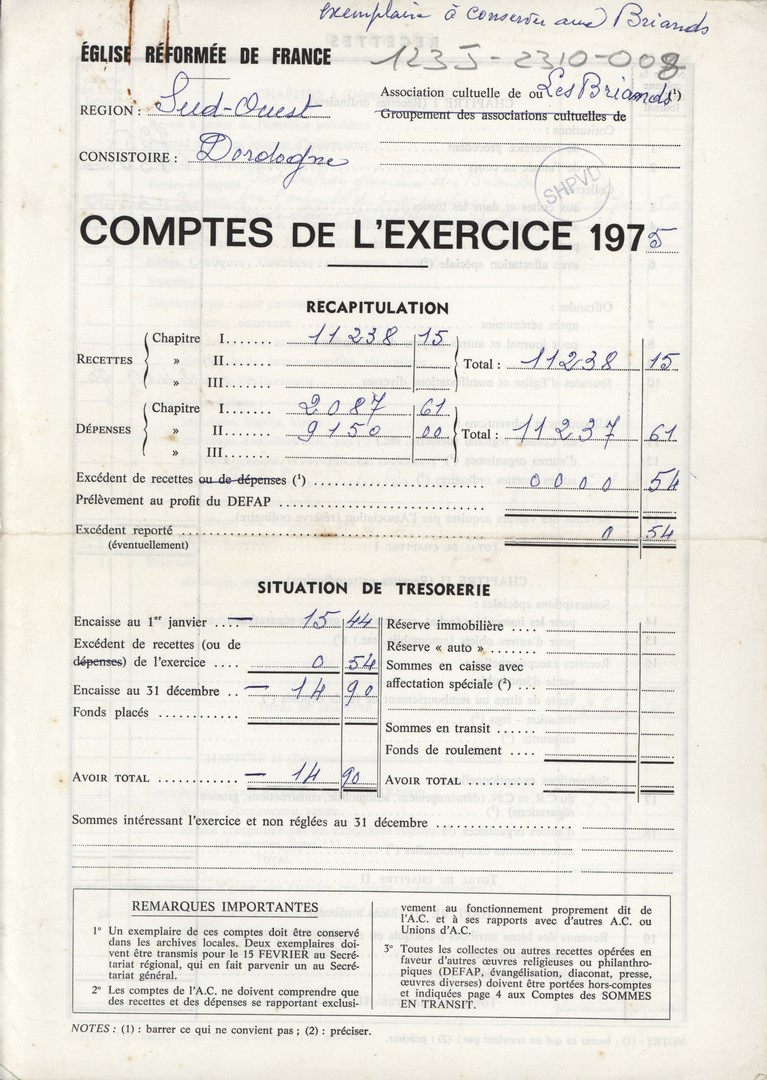 exemplaire à conserver aux Briands
ÉGLISE RÉFORMÉE DE FRANCE
123J-2310-008
REGION : Sud-Ouest
Association cultuelle de ou Les Briands (¹)
Groupement des associations cultuelles de
CONSISTOIRE : Dordogne
SHPVD
COMPTES DE L'EXERCICE 1975
RECAPITULATION
RECETTES
Chapitre I....... 11238 15
» II.......
» III.......
Total : 11238 15
DÉPENSES
Chapitre I....... 2087 61
» II....... 9150 00
» III.......
Total : 11237 61
Excédent de recettes ou de dépenses (¹) .......... 0000 54
Prélèvement au profit du DEFAP ..........
Excédent reporté .......... 0 54
(éventuellement)
SITUATION DE TRESORERIE
Encaisse au 1er janvier .. — 15 44
Excédent de recettes (ou de
dépenses) de l'exercice .... 0 54
Encaisse au 31 décembre .. — 14 90
Fonds placés ..........
AVOIR TOTAL .......... — 14 90
Réserve immobilière ....
Réserve « auto » ....
Sommes en caisse avec
affectation spéciale (²) ...
Sommes en transit ....
Fonds de roulement ....
AVOIR TOTAL ..........
Sommes intéressant l'exercice et non réglées au 31 décembre ..........
REMARQUES IMPORTANTES
1° Un exemplaire de ces comptes doit être conservé
dans les archives locales. Deux exemplaires doi-
vent être transmis pour le 15 FEVRIER au Secré-
tariat régional, qui en fait parvenir un au Secré-
tariat général.
2° Les comptes de l'A.C. ne doivent comprendre que
des recettes et des dépenses se rapportant exclusi-
vement au fonctionnement proprement dit de
l'A.C. et à ses rapports avec d'autres A.C. ou
Unions d'A.C.
3° Toutes les collectes ou autres recettes opérées en
faveur d'autres œuvres religieuses ou philanthro-
piques (DEFAP, évangélisation, diaconat, presse,
œuvres diverses) doivent être portées hors-comptes
et indiquées page 4 aux Comptes des SOMMES
EN TRANSIT.
NOTES : (1) : barrer ce qui ne convient pas ; (2) : préciser.